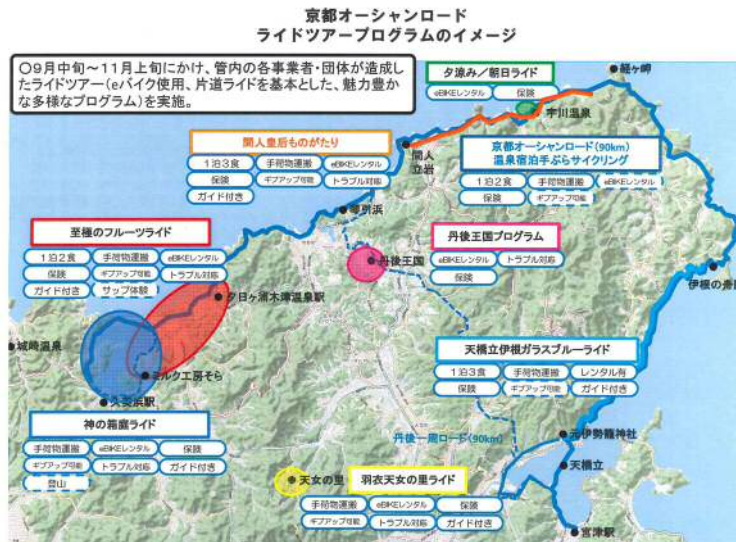 京都オーシャンロード
ライドツアープログラムのイメージ
〇9月中旬～11月上旬にかけ、管内の各事業者・団体が造成し
たライドツアー(eバイク使用、片道ライドを基本とした、魅力豊か
な多様なプログラム)を実施。
夕涼み／朝日ライド
eBIKEレンタル 保険
経ヶ岬
宇川温泉
間人皇后ものがたり
1泊3食 手荷物運搬 eBIKEレンタル
保険 ギブアップ可能 トラブル対応
ガイド付き
間人
立岩
京都オーシャンロード(90km)
温泉宿泊手ぶらサイクリング
1泊2食 手荷物運搬 eBIKEレンタル
保険 ギブアップ可能
琴引浜
至極のフルーツライド
1泊2食 手荷物運搬 eBIKEレンタル
保険 ギブアップ可能 トラブル対応
ガイド付き サップ体験
丹後王国プログラム
eBIKEレンタル トラブル対応
保険
丹後王国
伊根の舟屋
夕日ヶ浦木津温泉駅
城崎温泉
ミルク工房そら
久美浜駅
天橋立伊根ガラスブルーライド
1泊3食 手荷物運搬 レンタル有
保険 ギブアップ可能 ガイド付き
神の箱庭ライド
手荷物運搬 eBIKEレンタル 保険
ギブアップ可能 トラブル対応 ガイド付き
登山
丹後一周ロード(90km)
元伊勢籠神社
天橋立
天女の里
羽衣天女の里ライド
手荷物運搬 eBIKEレンタル 保険
ギブアップ可能 トラブル対応 ガイド付き
宮津駅